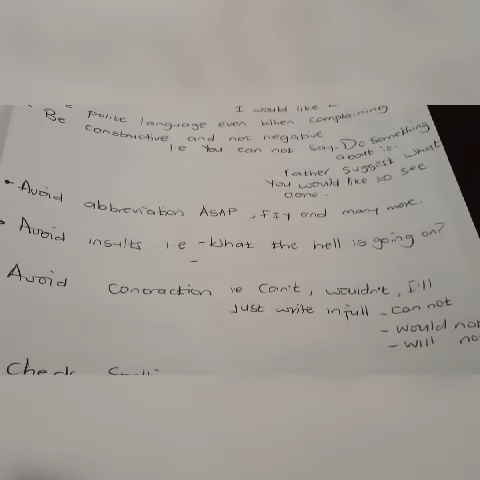 I would like
polite language even when complaining
Be constructive and not negative
i.e You can not say. Do something
about it.
rather suggest what
You would like to see
done.
• Avoid abbreviation ASAP, FIY and many more
• Avoid insults i.e - What the hell is going on?
-
Avoid Contraction ie Can't, wouldn't, I'll
Just write in full - can not
- would not
- will no
Check